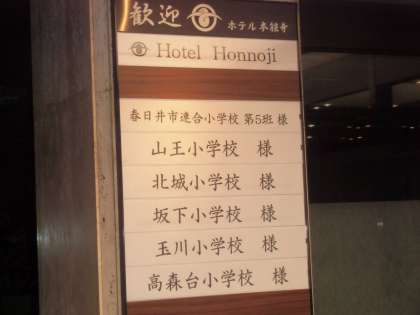 歓迎 ホテル本能寺
Hotel Honnoji
春日井市連合小学校 第5班 様
山王小学校 様
北城小学校 様
坂下小学校 様
玉川小学校 様
高森台小学校 様